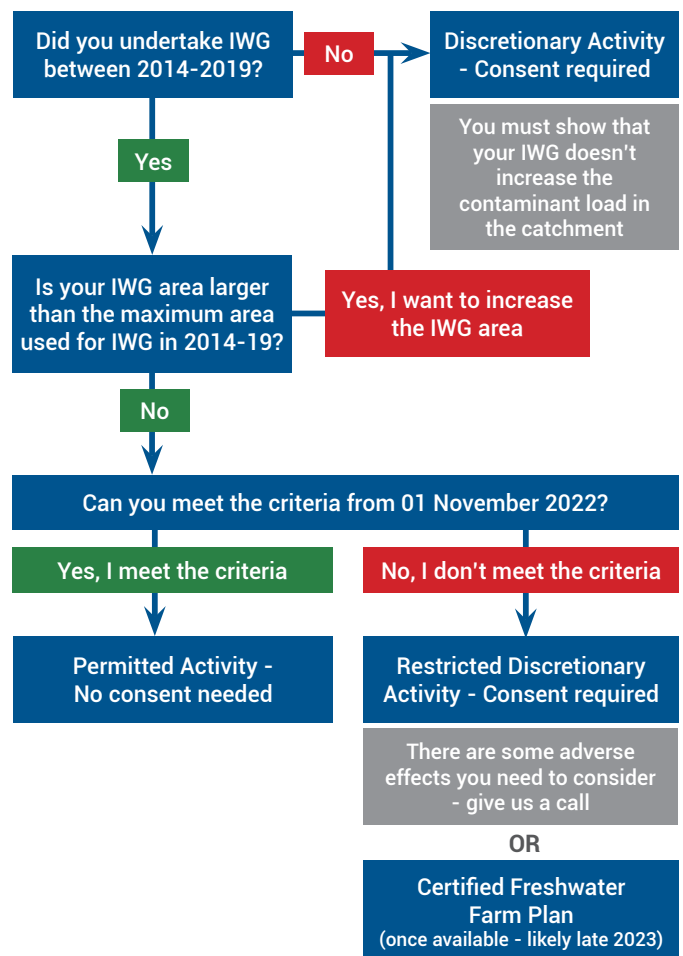 Did you undertake IWG
between 2014-2019?
No
Discretionary Activity
- Consent required
You must show that
your IWG doesn't
increase the
contaminant load in
the catchment
Yes
Is your IWG area larger
than the maximum area
used for IWG in 2014-19?
Yes, I want to increase
the IWG area
No
Can you meet the criteria from 01 November 2022?
Yes, I meet the criteria
No, I don't meet the criteria
Permitted Activity -
No consent needed
Restricted Discretionary
Activity - Consent required
There are some adverse
effects you need to consider
- give us a call
OR
Certified Freshwater
Farm Plan
(once available - likely late 2023)